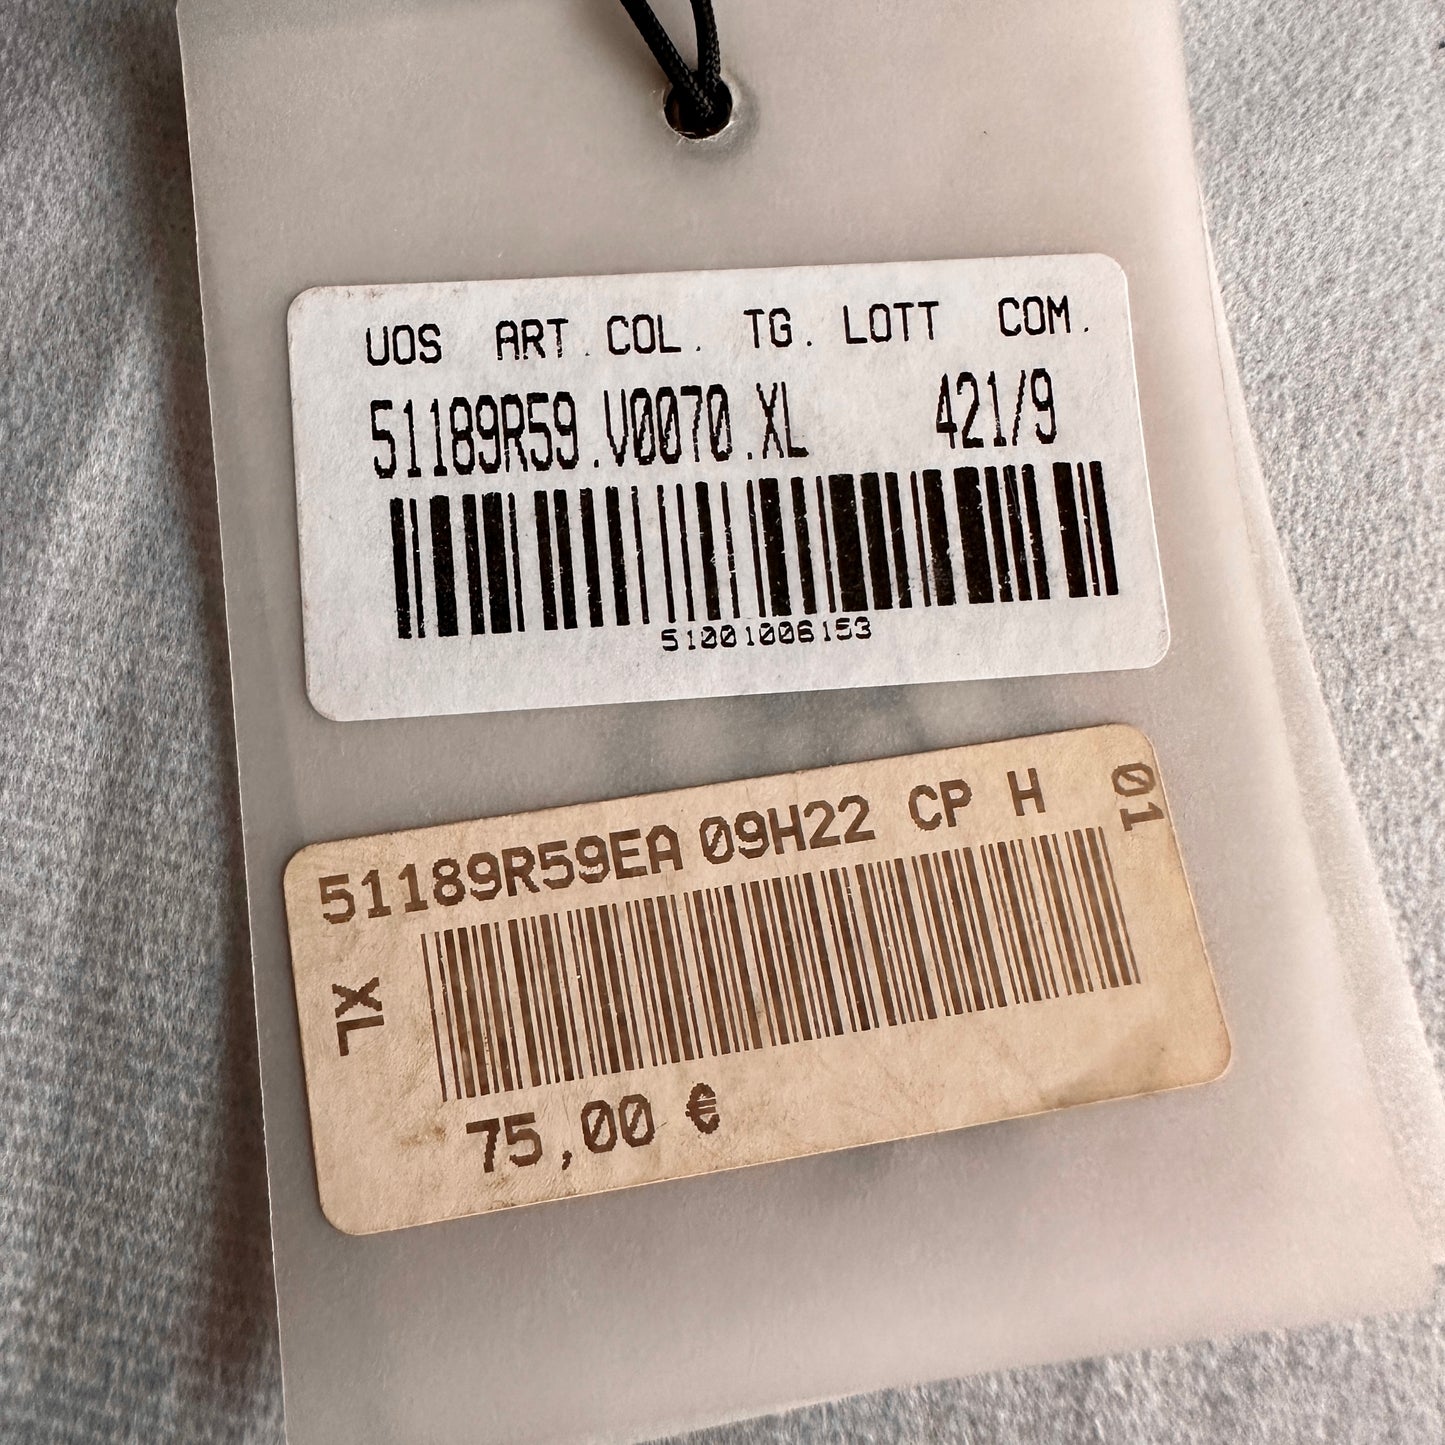 UOS ART. COL. TG. LOTT COM.
51189R59.V0070.XL 421/9
51001006153
51189R59EA 09H22 CP H
01
XL
75,00 €